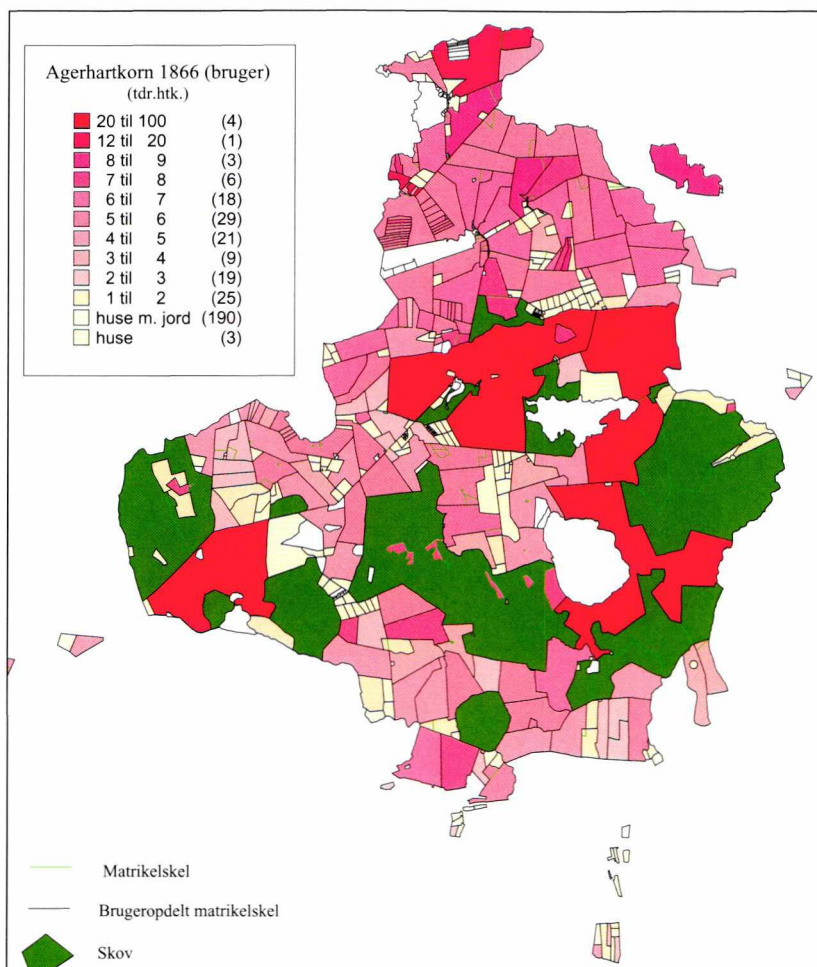 Agerhartkorn 1866 (bruger)
(tdr.htk.)
20 til 100 (4)
12 til 20 (1)
8 til 9 (3)
7 til 8 (6)
6 til 7 (18)
5 til 6 (29)
4 til 5 (21)
3 til 4 (9)
2 til 3 (19)
1 til 2 (25)
huse m. jord (190)
huse (3)
Matrikelskel
Brugeropdelt matrikelskel
Skov